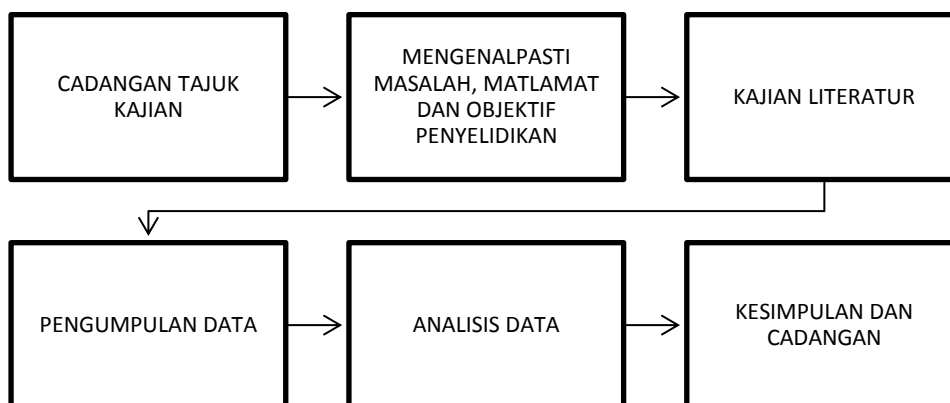 CADANGAN TAJUK
KAJIAN
MENGENALPASTI
MASALAH, MATLAMAT
DAN OBJEKTIF
PENYELIDIKAN
KAJIAN LITERATUR
PENGUMPULAN DATA
ANALISIS DATA
KESIMPULAN DAN
CADANGAN